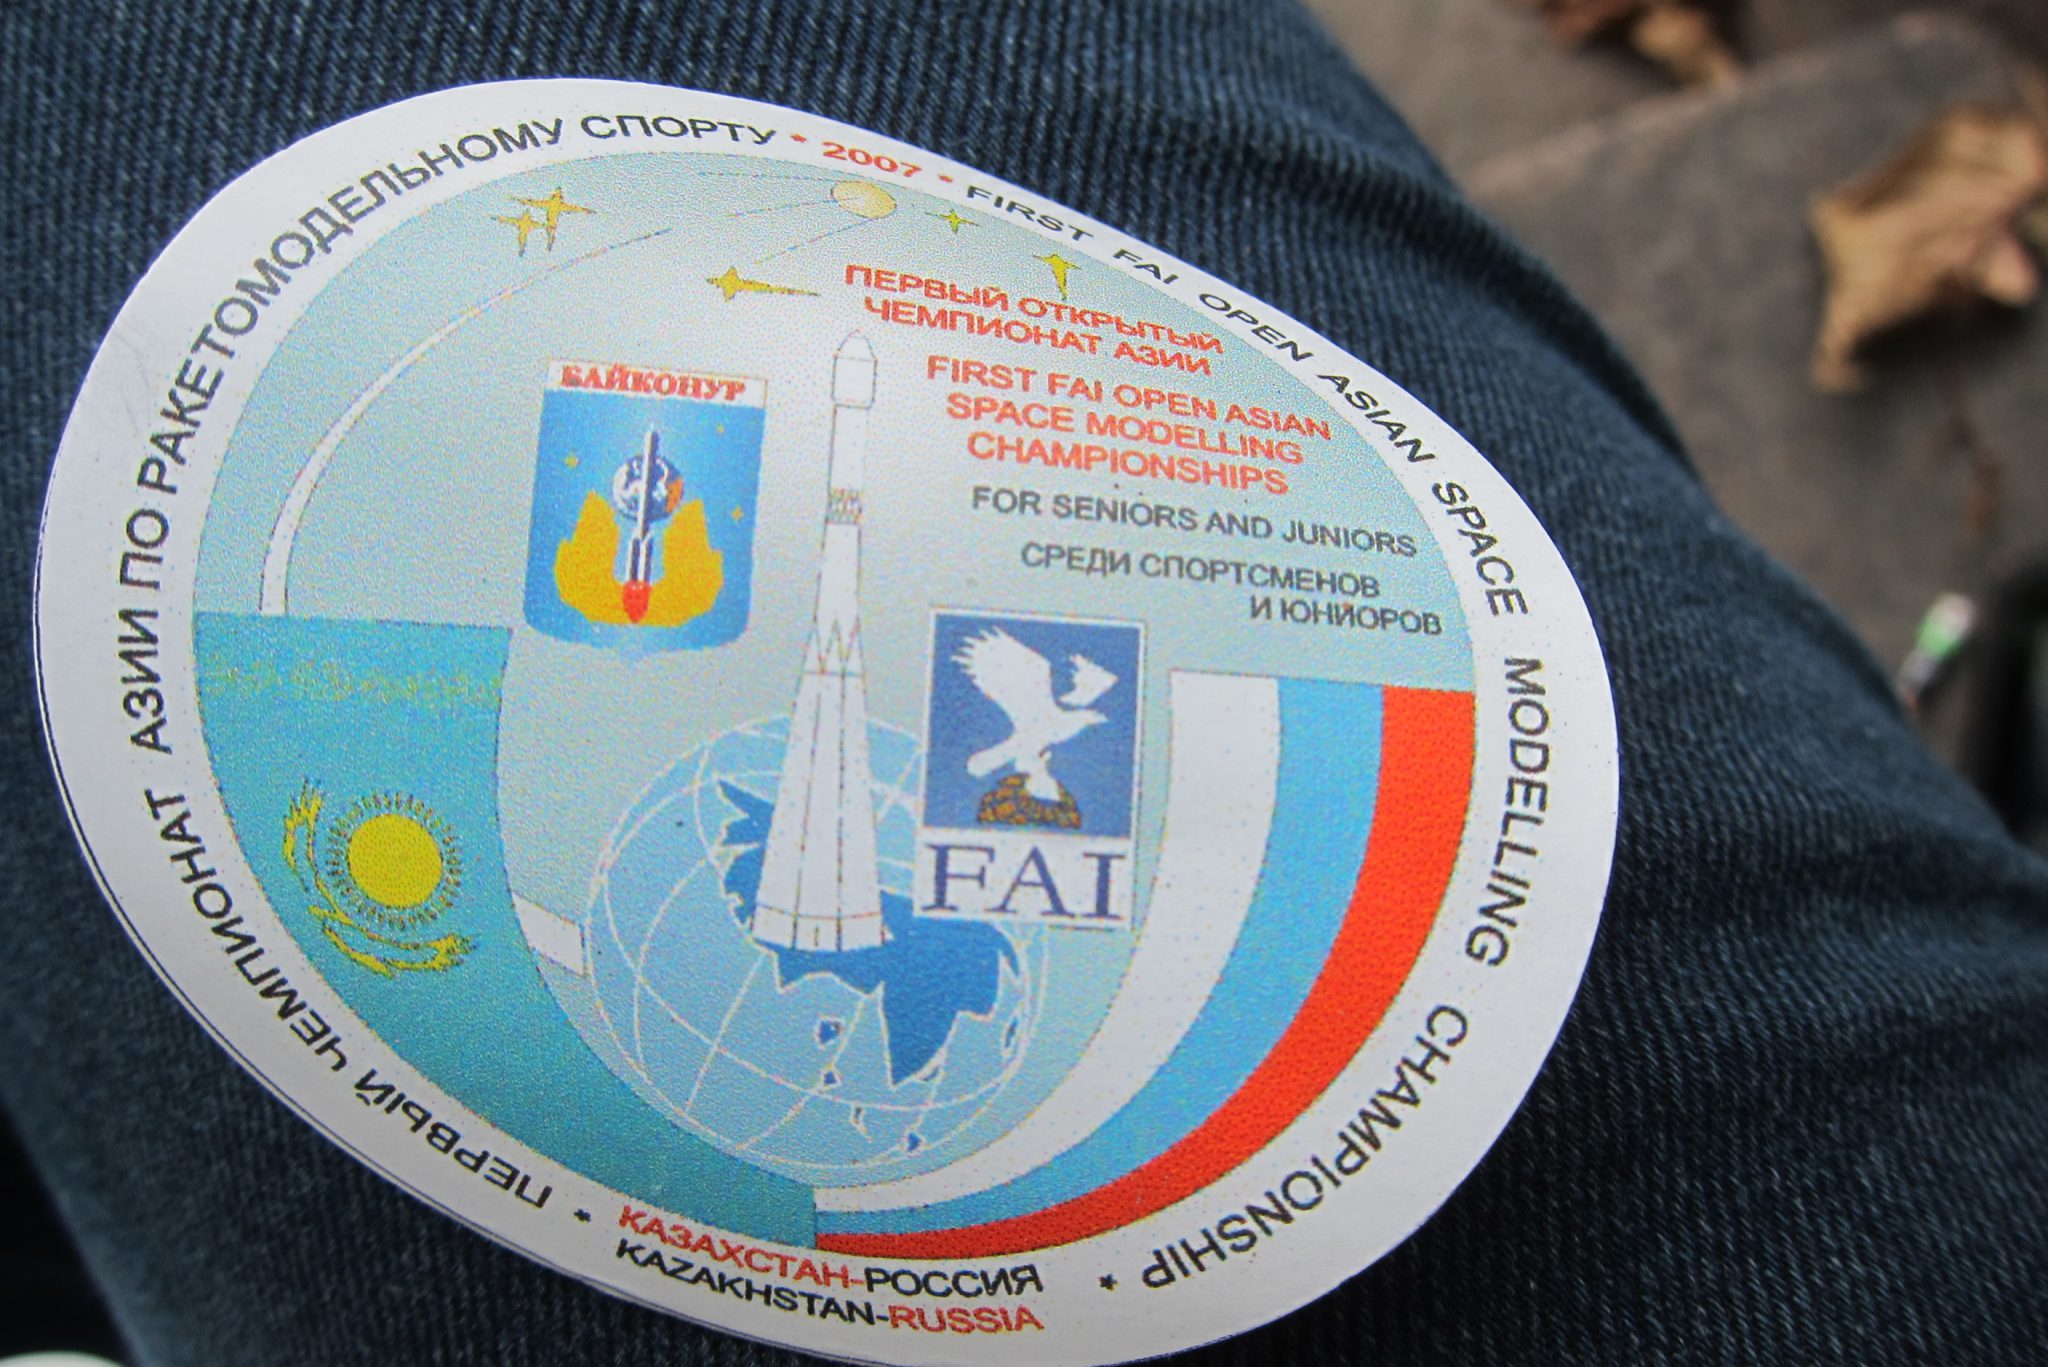 ПЕРВЫЙ ЧЕМПИОНАТ АЗИИ ПО РАКЕТОМОДЕЛЬНОМУ СПОРТУ * 2007 * FIRST FAI OPEN ASIAN SPACE MODELLING CHAMPIONSHIP *
ПЕРВЫЙ ОТКРЫТЫЙ
ЧЕМПИОНАТ АЗИИ
FIRST FAI OPEN ASIAN
SPACE MODELLING
CHAMPIONSHIPS
FOR SENIORS AND JUNIORS
СРЕДИ СПОРТСМЕНОВ
И ЮНИОРОВ
БАЙКОНУР
FAI
* КАЗАХСТАН-РОССИЯ
KAZAKHSTAN-RUSSIA